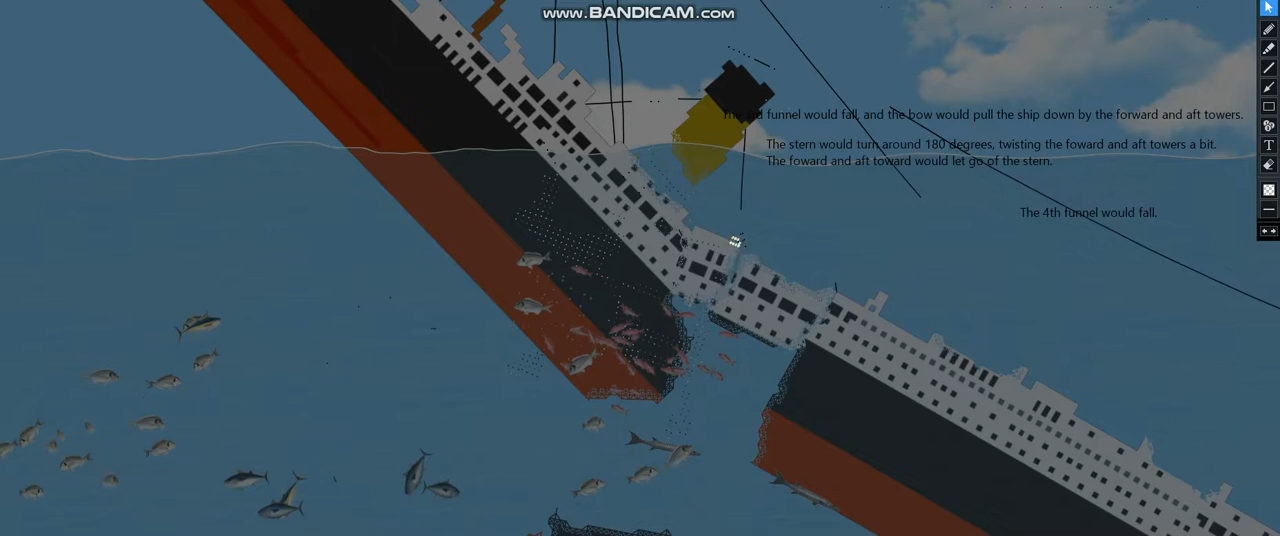 www.BANDICAM.com
funnel would fall, and the bow would pull the ship down by the forward and aft towers.
The stern would turn around 180 degrees, twisting the foward and aft towers a bit.
The foward and aft toward would let go of the stern.
The 4th funnel would fall.
T